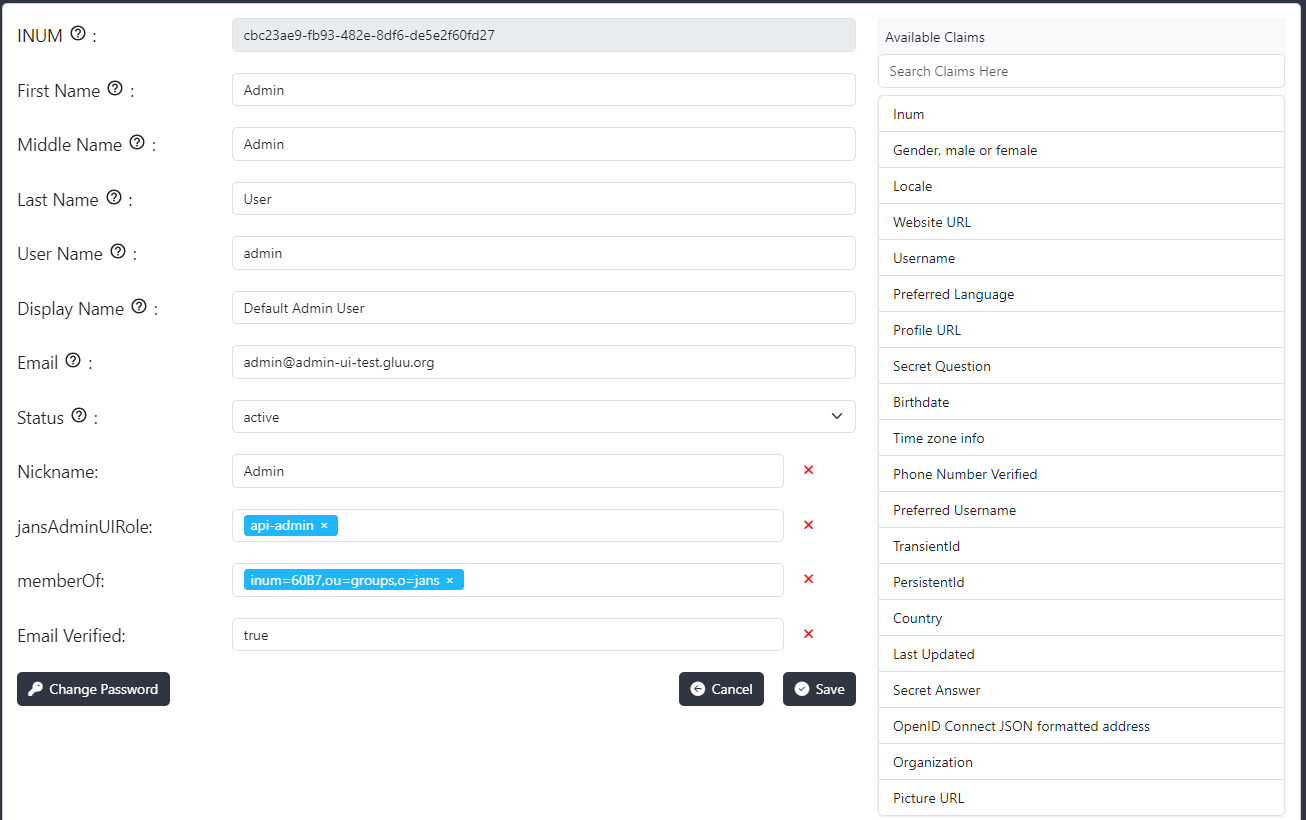 INUM ? :
cbc23ae9-fb93-482e-8df6-de5e2f60fd27
First Name ? :
Admin
Middle Name ? :
Admin
Last Name ? :
User
User Name ? :
admin
Display Name ? :
Default Admin User
Email ? :
admin@admin-ui-test.gluu.org
Status ? :
active
Nickname:
Admin
jansAdminUIRole:
api-admin ×
memberOf:
inum=60B7,ou=groups,o=jans ×
Email Verified:
true
Change Password
Cancel
Save
Available Claims
Search Claims Here
Inum
Gender, male or female
Locale
Website URL
Username
Preferred Language
Profile URL
Secret Question
Birthdate
Time zone info
Phone Number Verified
Preferred Username
TransientId
PersistentId
Country
Last Updated
Secret Answer
OpenID Connect JSON formatted address
Organization
Picture URL